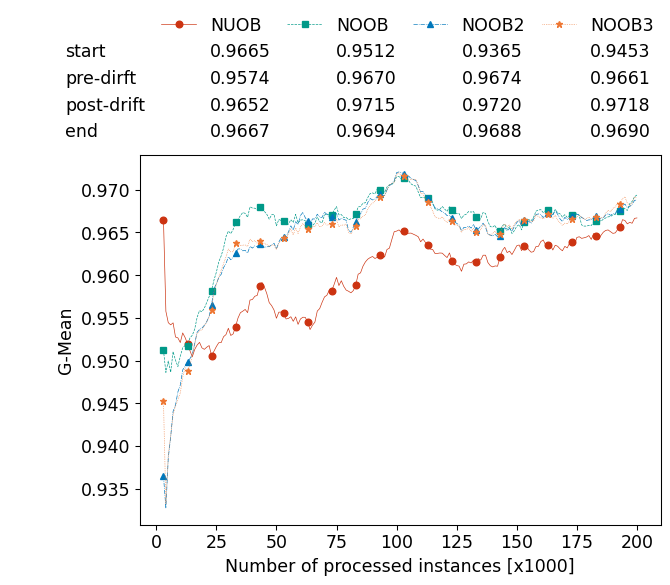 NUOB NOOB NOOB2 NOOB3
start 0.9665 0.9512 0.9365 0.9453
pre-dirft 0.9574 0.9670 0.9674 0.9661
post-drift 0.9652 0.9715 0.9720 0.9718
end 0.9667 0.9694 0.9688 0.9690
0.970
0.965
0.960
0.955
0.950
0.945
0.940
0.935
G-Mean
0 25 50 75 100 125 150 175 200
Number of processed instances [x1000]